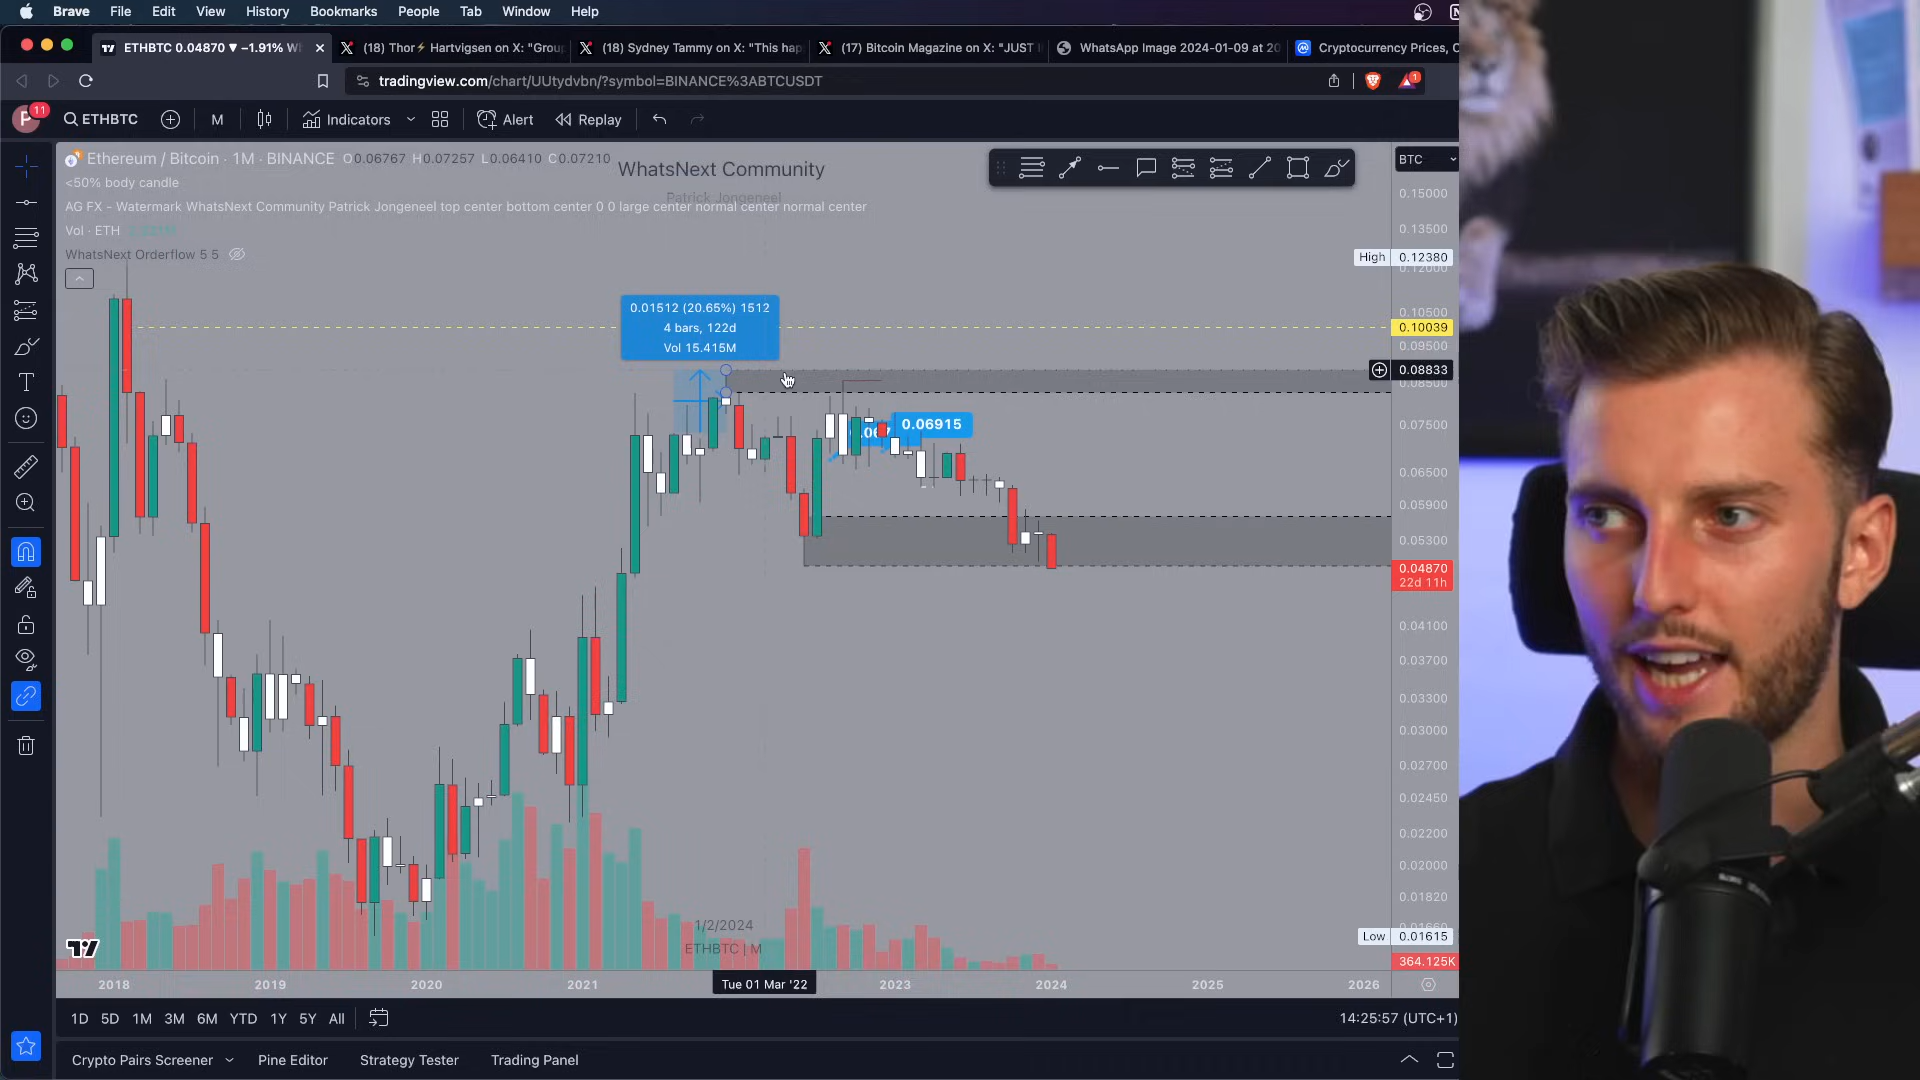 Brave File Edit View History Bookmarks People Tab Window Help
ETHBTC 0.04870 ▼ −1.91% W
(18) Thor⚡ Hartvigsen on X: "Grou
(18) Sydney Tammy on X: "This hap
(17) Bitcoin Magazine on X: "JUST I
WhatsApp Image 2024-01-09 at 20
Cryptocurrency Prices, C
tradingview.com/chart/UUtydvbn/?symbol=BINANCE%3ABTCUSDT
1
P 11 ETHBTC M Indicators Alert Replay
Ethereum / Bitcoin · 1M · BINANCE O0.06767 H0.07257 L0.06410 C0.07210
WhatsNext Community
Patrick Jongeneel
BTC
<50% body candle
AG FX - Watermark WhatsNext Community Patrick Jongeneel top center bottom center 0 0 large center normal center normal center
Vol · ETH
WhatsNext Orderflow 5 5
0.15000
0.13500
High 0.12380
0.12000
0.10500
0.10039
0.09500
0.08833
0.08500
0.07500
0.06500
0.05900
0.05300
0.04870
22d 11h
0.04100
0.03700
0.03300
0.03000
0.02700
0.02450
0.02200
0.02000
0.01820
Low 0.01615
364.125K
0.01512 (20.65%) 1512
4 bars, 122d
Vol 15.415M
0.06915
1/2/2024
ETHBTC | M
2018 2019 2020 2021 Tue 01 Mar '22 2023 2024 2025 2026
1D 5D 1M 3M 6M YTD 1Y 5Y All
14:25:57 (UTC+1)
Crypto Pairs Screener Pine Editor Strategy Tester Trading Panel